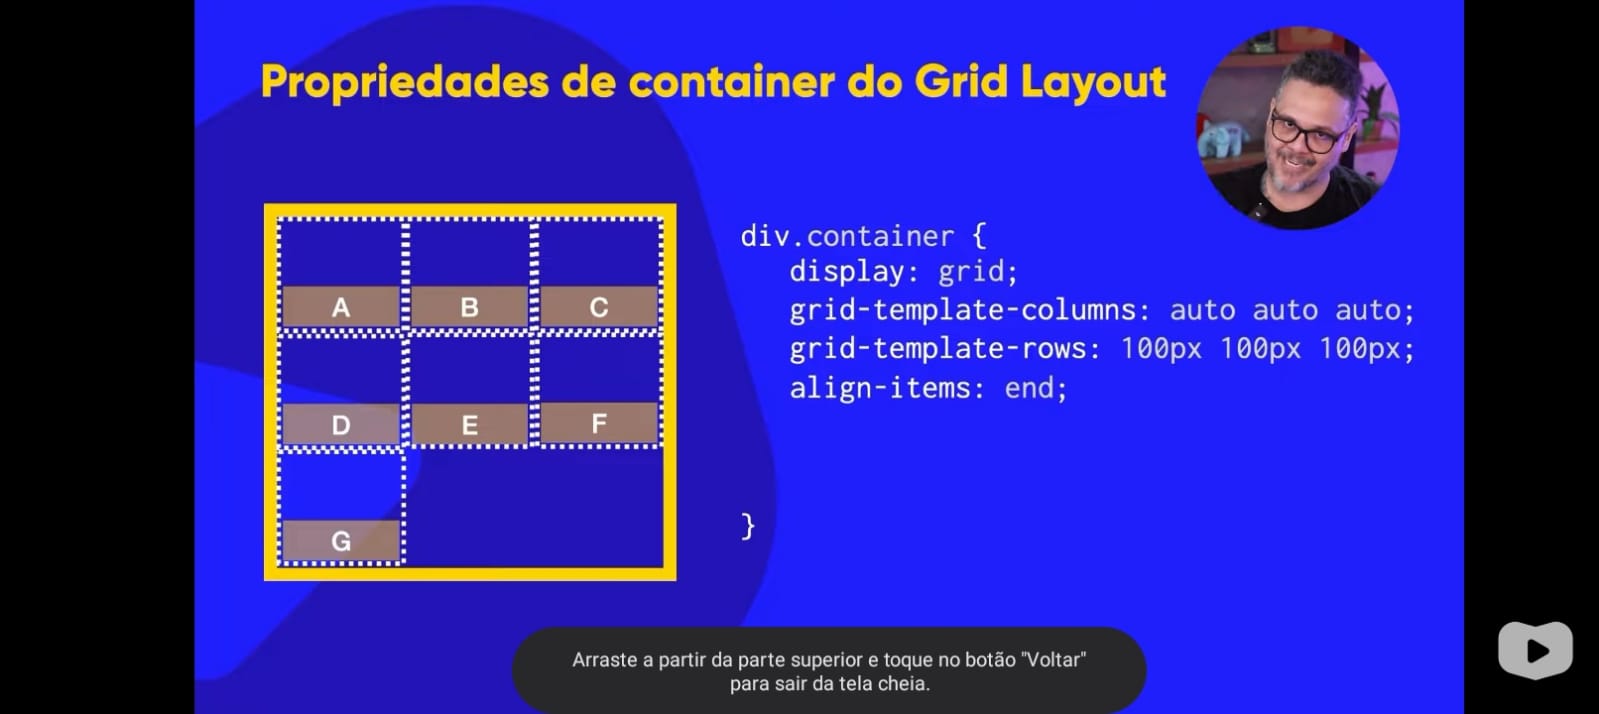 Propriedades de container do Grid Layout
A B C
D E F
G
div.container {
display: grid;
grid-template-columns: auto auto auto;
grid-template-rows: 100px 100px 100px;
align-items: end;
}
Arraste a partir da parte superior e toque no botão "Voltar"
para sair da tela cheia.